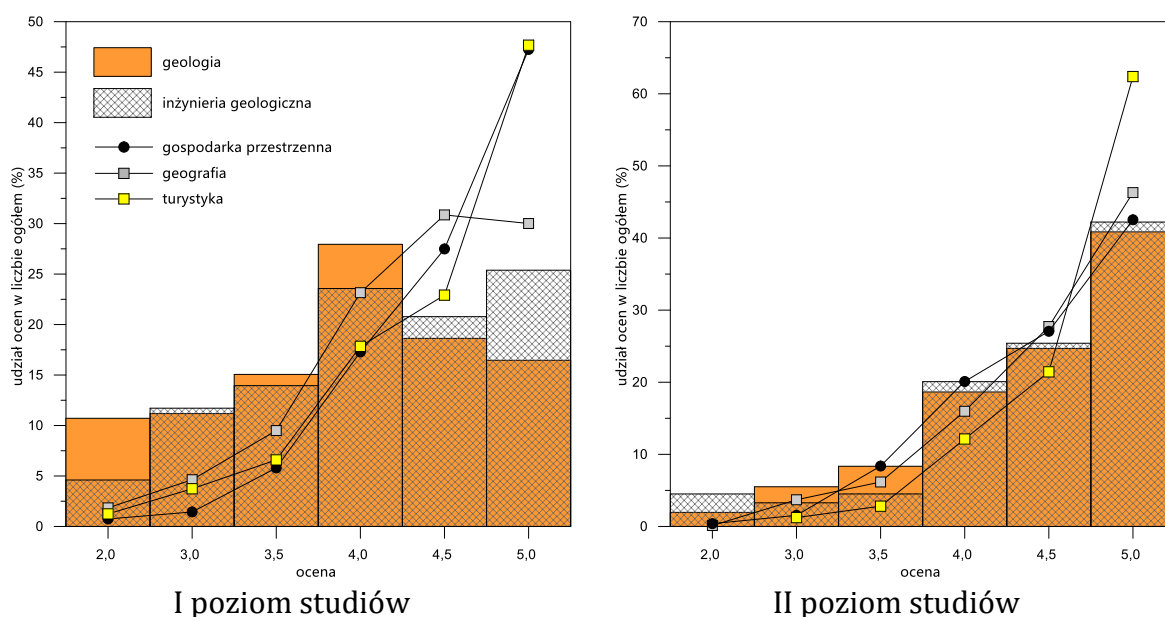 50
45
40
35
30
25
20
15
10
5
0
udział ocen w liczbie ogółem (%)
geologia
inżynieria geologiczna
gospodarka przestrzenna
geografia
turystyka
2,0 3,0 3,5 4,0 4,5 5,0
ocena
I poziom studiów
70
60
50
40
30
20
10
0
udział ocen w liczbie ogółem (%)
2,0 3,0 3,5 4,0 4,5 5,0
ocena
II poziom studiów